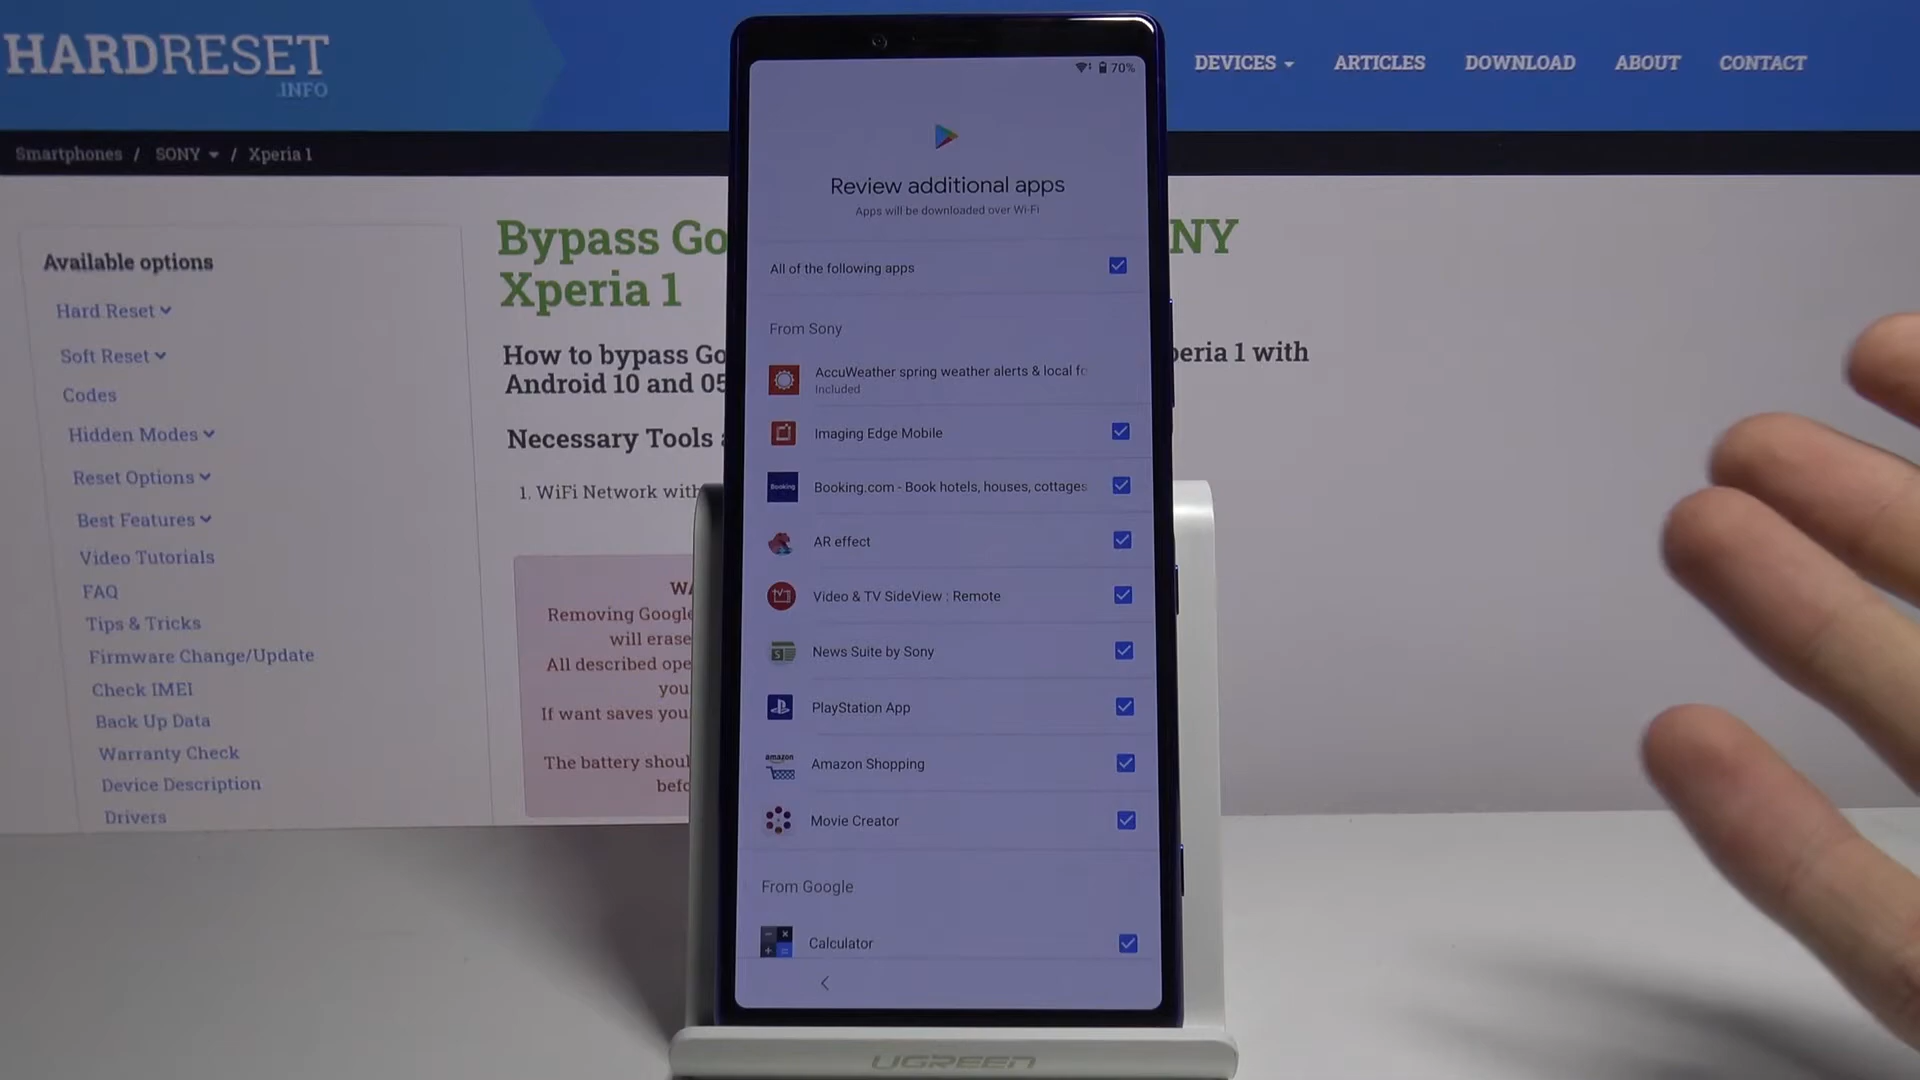 HARDRESET
.INFO
DEVICES
ARTICLES
DOWNLOAD
ABOUT
CONTACT
Smartphones / SONY / Xperia 1
Available options
Hard Reset
Soft Reset
Codes
Hidden Modes
Reset Options
Best Features
Video Tutorials
FAQ
Tips & Tricks
Firmware Change/Update
Check IMEI
Back Up Data
Warranty Check
Device Description
Drivers
Bypass Go NY
Xperia 1
How to bypass Go peria 1 with
Android 10 and 05
Necessary Tools
1. WiFi Network with
Removing Google
will erase
All described ope
you
If want saves you
The battery shoul
befo
70%
Review additional apps
Apps will be downloaded over Wi-Fi
All of the following apps
From Sony
AccuWeather spring weather alerts & local fo
Included
Imaging Edge Mobile
Booking
Booking.com - Book hotels, houses, cottages
AR effect
Video & TV SideView : Remote
News Suite by Sony
PlayStation App
amazon
Amazon Shopping
Movie Creator
From Google
Calculator
UGREEN